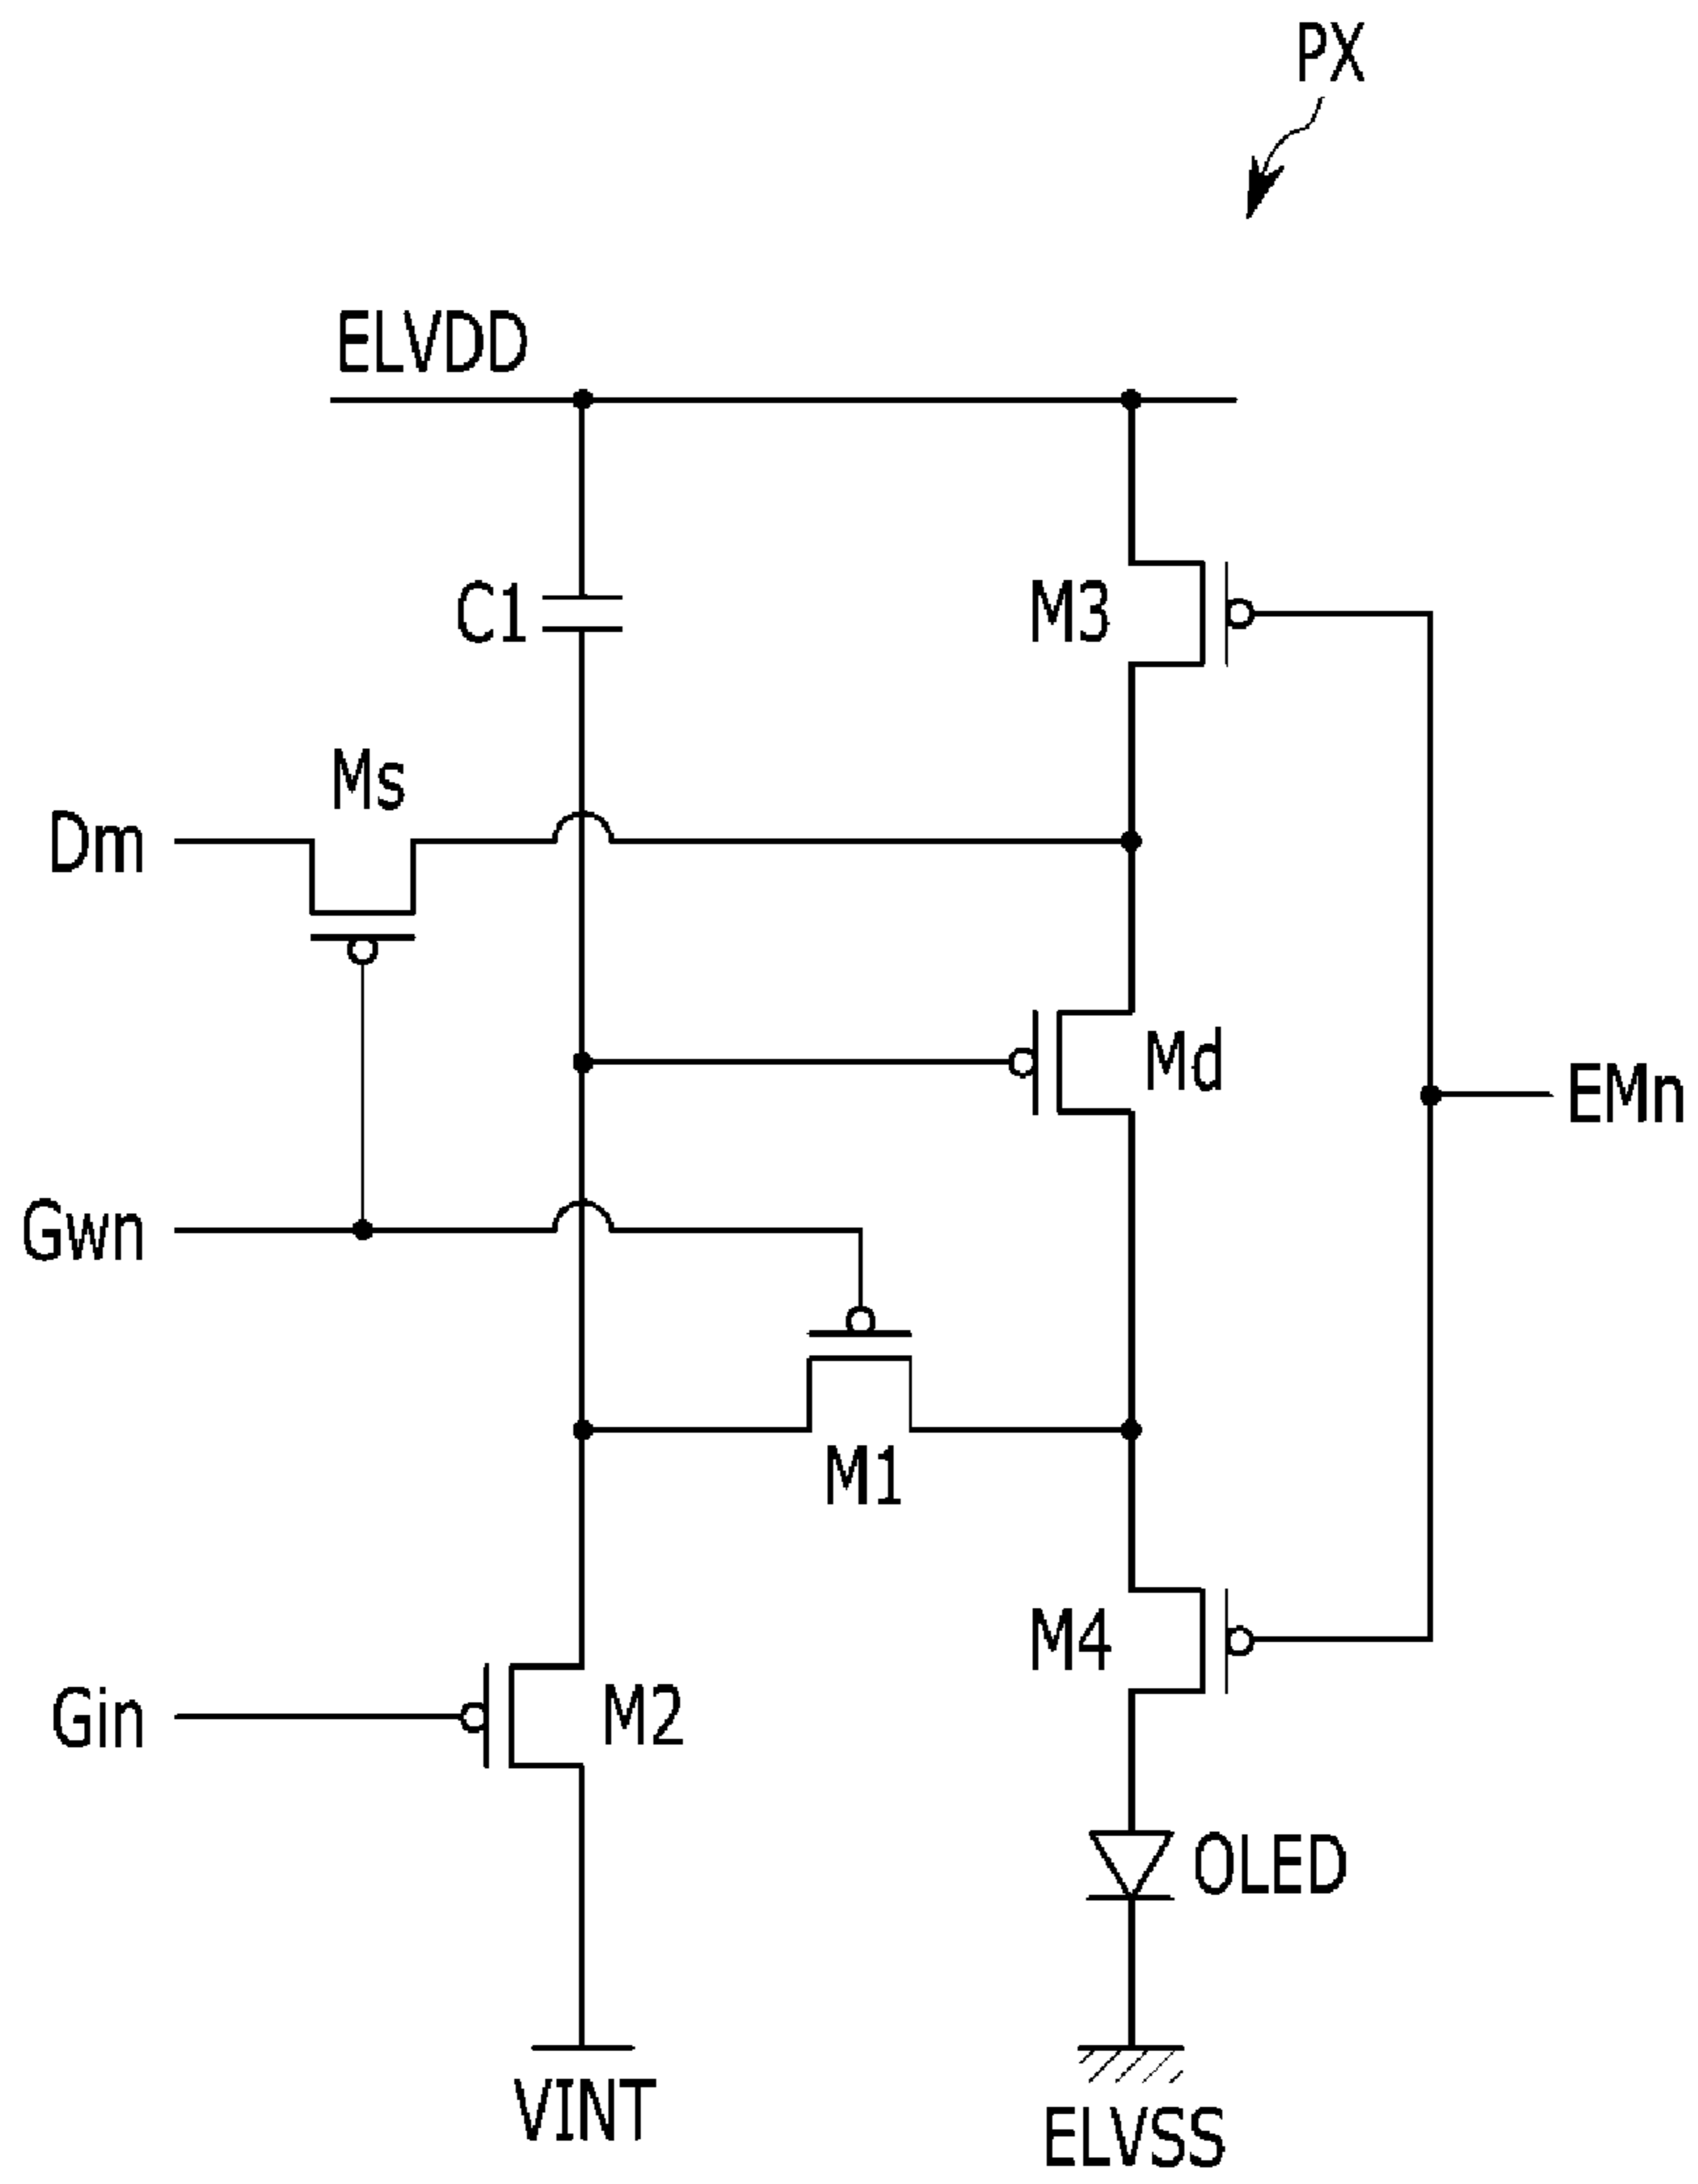 PX
ELVDD
C1
M3
Ms
Dm
Md
EMn
Gwn
M1
M4
Gin
M2
OLED
VINT
ELVSS